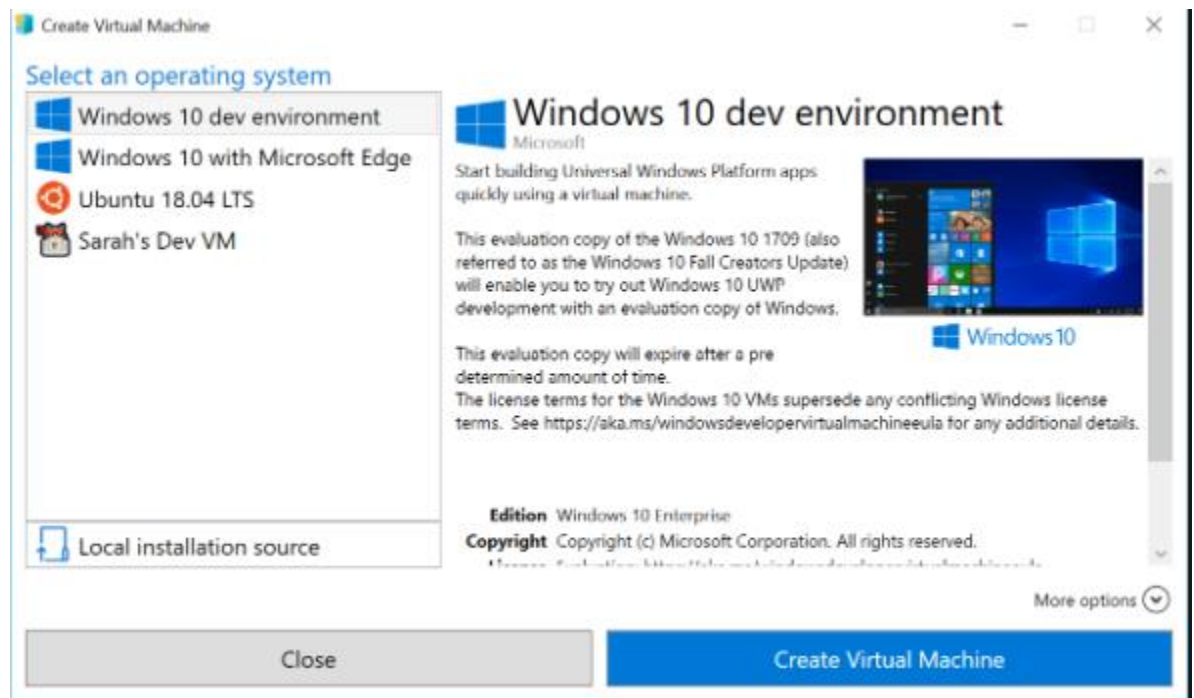 Create Virtual Machine
Select an operating system
Windows 10 dev environment
Windows 10 with Microsoft Edge
Ubuntu 18.04 LTS
Sarah's Dev VM
Local installation source
Windows 10 dev environment
Microsoft
Start building Universal Windows Platform apps
quickly using a virtual machine.
This evaluation copy of the Windows 10 1709 (also
referred to as the Windows 10 Fall Creators Update)
will enable you to try out Windows 10 UWP
development with an evaluation copy of Windows.
Windows 10
This evaluation copy will expire after a pre
determined amount of time.
The license terms for the Windows 10 VMs supersede any conflicting Windows license
terms. See https://aka.ms/windowsdevelopervirtualmachineeula for any additional details.
Edition Windows 10 Enterprise
Copyright Copyright (c) Microsoft Corporation. All rights reserved.
More options
Close
Create Virtual Machine